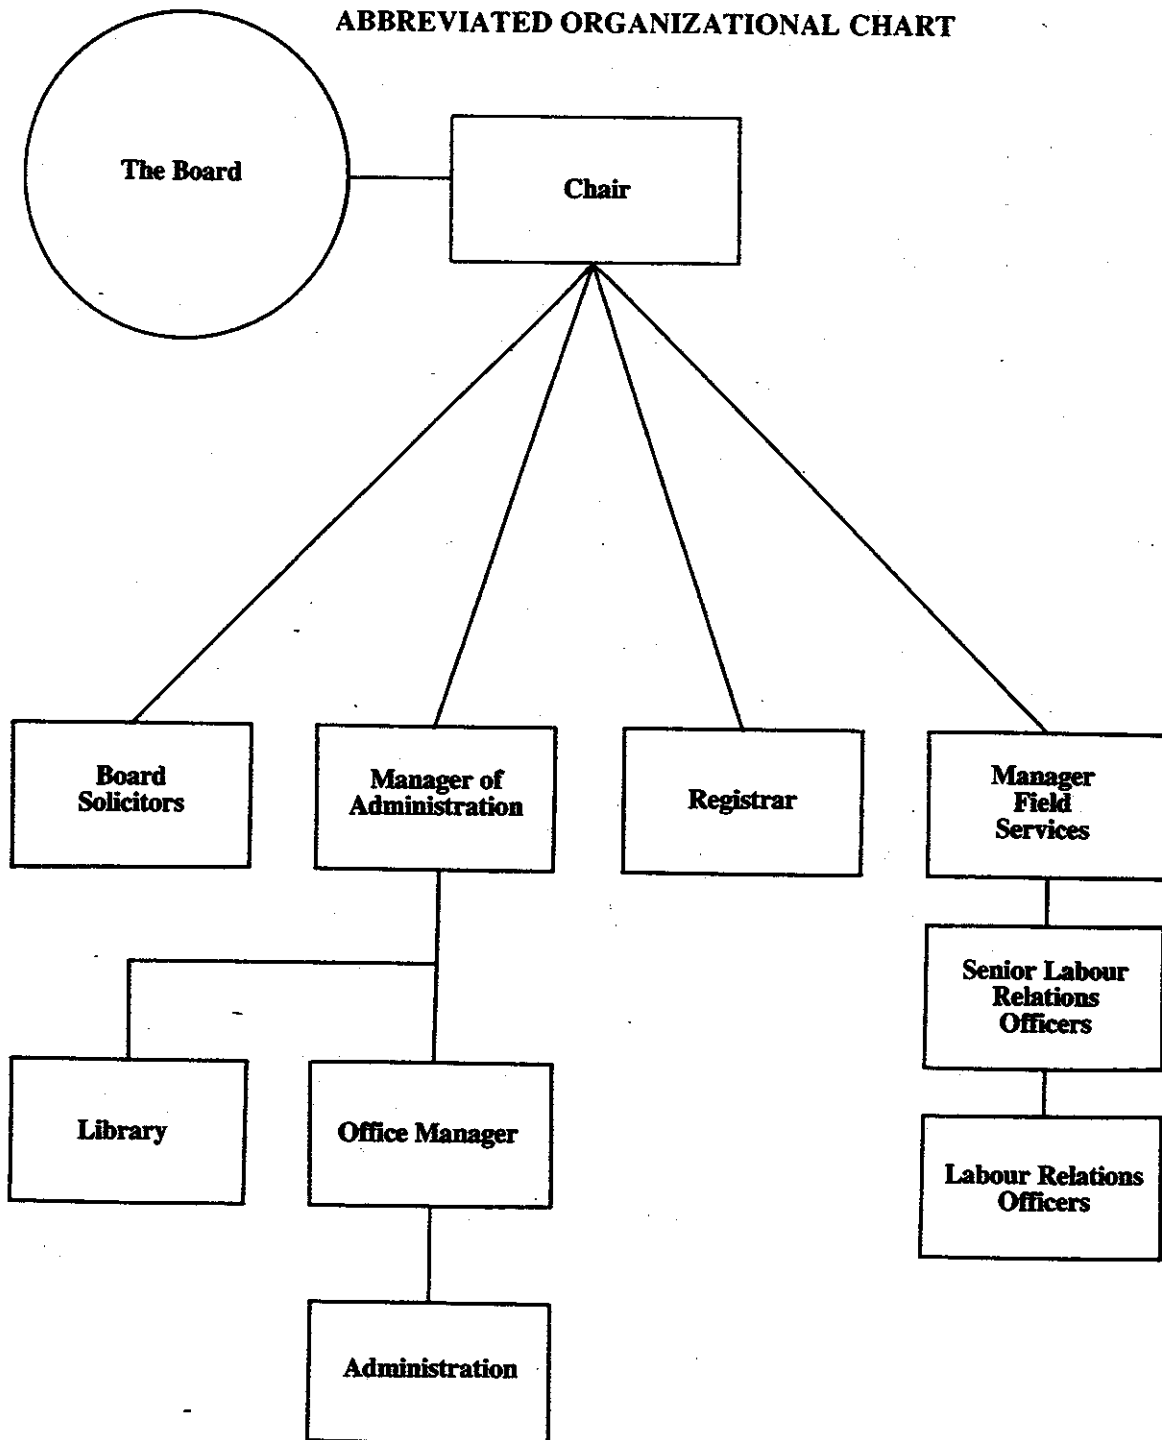 ABBREVIATED ORGANIZATIONAL CHART
The Board
Chair
Board
Solicitors
Manager of
Administration
Registrar
Manager
Field
Services
Senior Labour
Relations
Officers
Library
Office Manager
Labour Relations
Officers
Administration